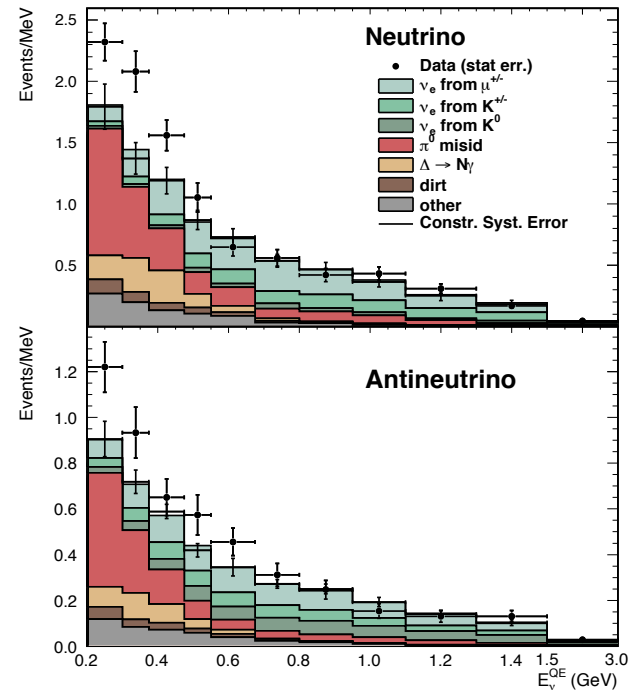 Events/MeV
2.5
2.0
1.5
1.0
0.5
Neutrino
Data (stat err.)
νe from μ+/-
νe from K+/-
νe from K0
π0 misid
Δ → Nγ
dirt
other
Constr. Syst. Error
Events/MeV
1.2
1.0
0.8
0.6
0.4
0.2
0.0
Antineutrino
0.2 0.4 0.6 0.8 1.0 1.2 1.4 1.5 3.0
EνQE (GeV)